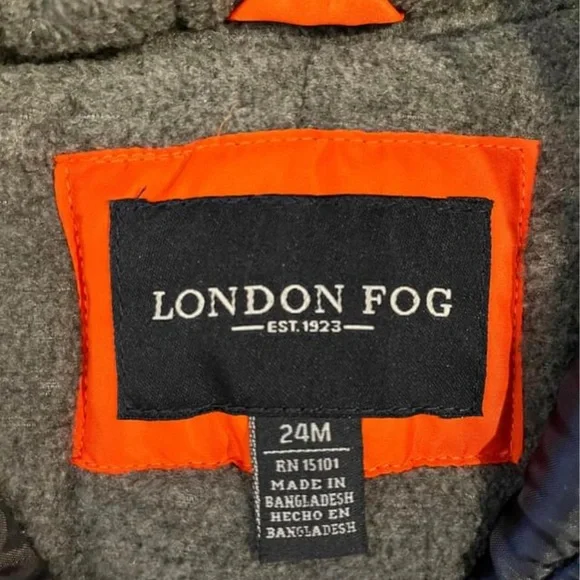 LONDON FOG
EST. 1923
24M
RN 15101
MADE IN
BANGLADESH
HECHO EN
BANGLADESH